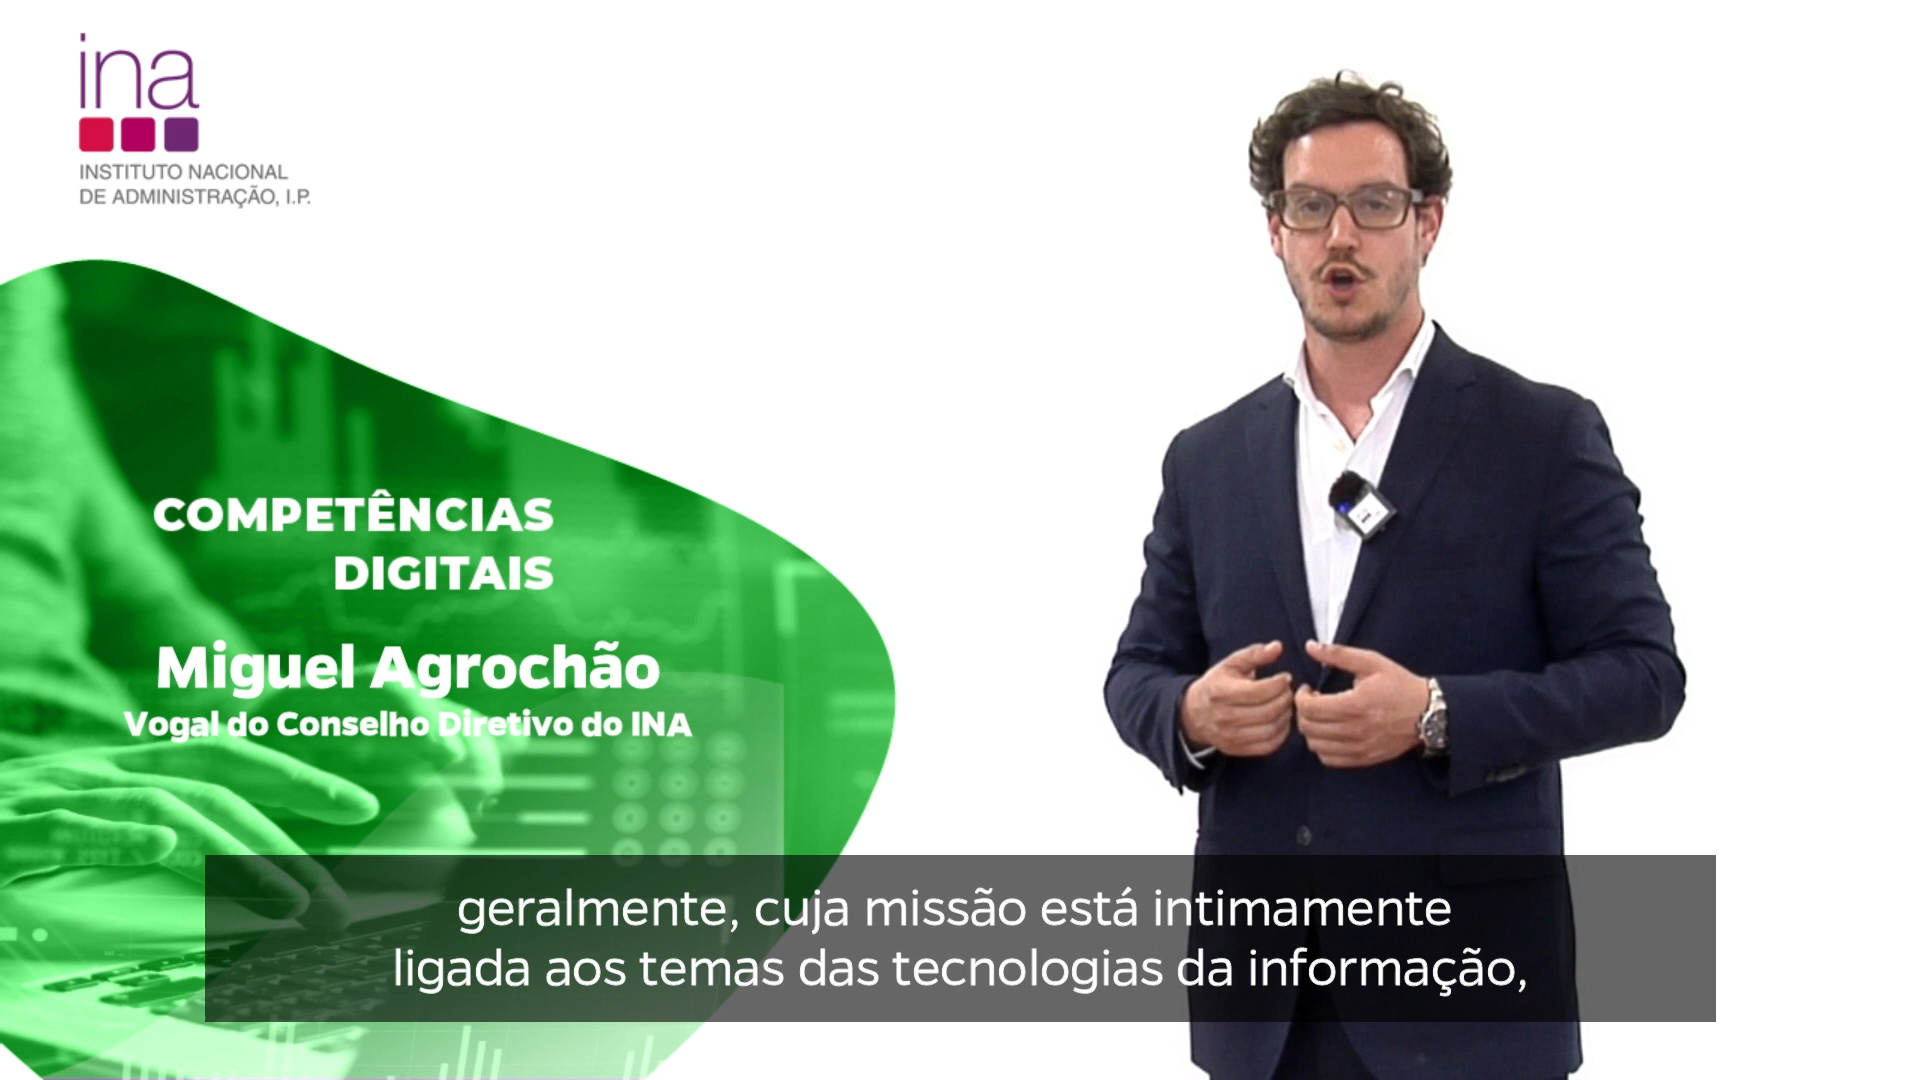 ina
INSTITUTO NACIONAL
DE ADMINISTRAÇÃO, I.P.
COMPETÊNCIAS
DIGITAIS
Miguel Agrochão
Vogal do Conselho Diretivo do INA
geralmente, cuja missão está intimamente
ligada aos temas das tecnologias da informação,